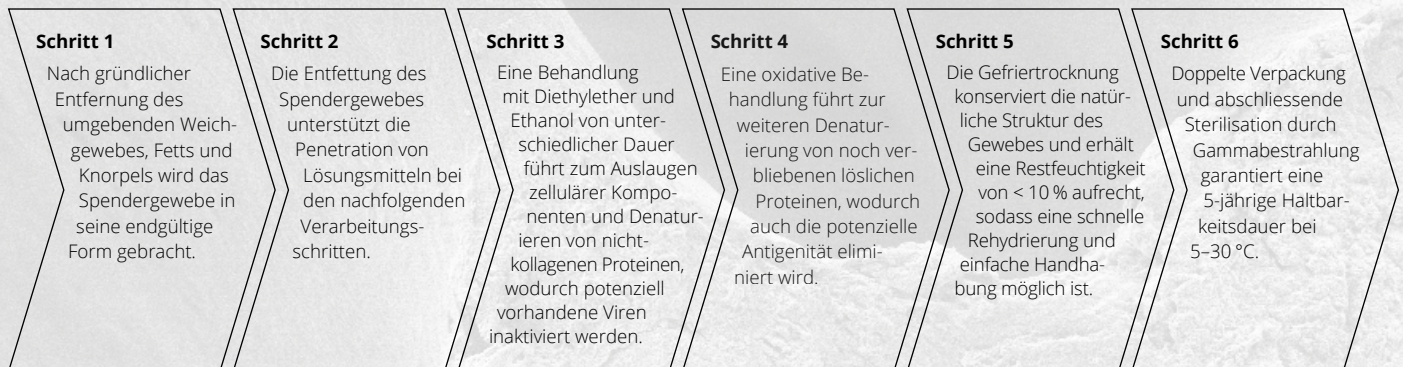 Schritt 1
Nach gründlicher
Entfernung des
umgebenden Weich-
gewebes, Fetts und
Knorpels wird das
Spendergewebe in
seine endgültige
Form gebracht.
Schritt 2
Die Entfettung des
Spendergewebes
unterstützt die
Penetration von
Lösungsmitteln bei
den nachfolgenden
Verarbeitungs-
schritten.
Schritt 3
Eine Behandlung
mit Diethylether und
Ethanol von unter-
schiedlicher Dauer
führt zum Auslaugen
zellulärer Kompo-
nenten und Denatur-
ieren von nicht-
kollagenen Proteinen,
wodurch potenziell
vorhandene Viren
inaktiviert werden.
Schritt 4
Eine oxidative Be-
handlung führt zur
weiteren Denatur-
ierung von noch ver-
bliebenen löslichen
Proteinen, wodurch
auch die potenzielle
Antigenität elimi-
niert wird.
Schritt 5
Die Gefriertrocknung
konserviert die natür-
liche Struktur des
Gewebes und erhält
eine Restfeuchtigkeit
von < 10 % aufrecht,
sodass eine schnelle
Rehydrierung und
einfache Handha-
bung möglich ist.
Schritt 6
Doppelte Verpackung
und abschliessende
Sterilisation durch
Gammabestrahlung
garantiert eine
5-jährige Haltbar-
keitsdauer bei
5–30 °C.